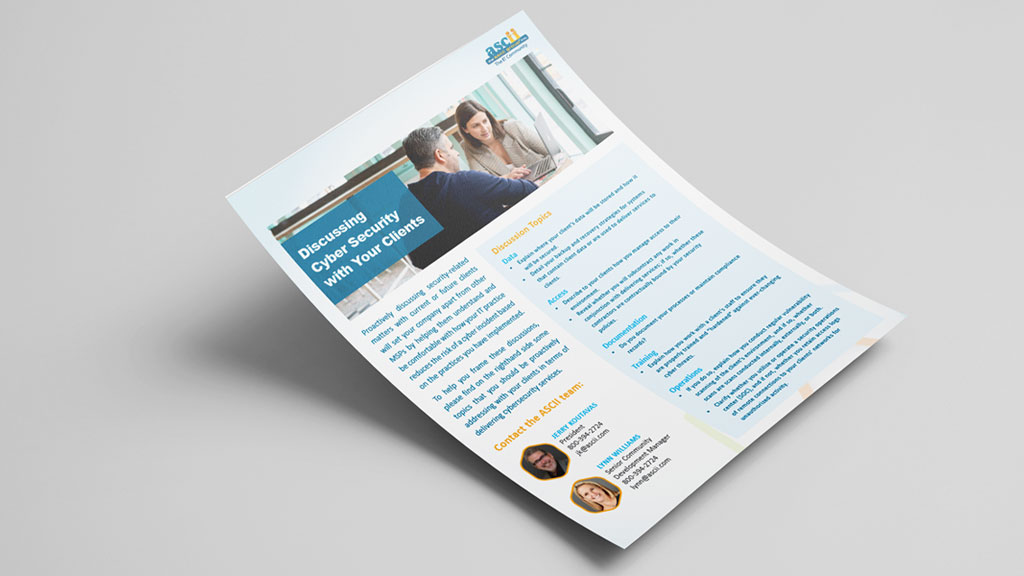 ascii
The IT Community
Discussing
Cyber Security
with Your Clients
Proactively discussing security-related
matters with current or future clients
will set your company apart from other
MSPs by helping them understand and
be comfortable with how your IT practice
reduces the risk of a cyber incident based
on the practices you have implemented.
To help you frame these discussions,
please find on the righthand side some
topics that you should be proactively
addressing with your clients in terms of
delivering cybersecurity services.
Contact the ASCII team:
JERRY KOUTAVAS
President
800-394-2724
jk@ascii.com
LYNN WILLIAMS
Senior Community
Development Manager
800-394-2724
lynn@ascii.com
Discussion Topics
Data
• Explain where your client's data will be stored and how it
will be secured.
• Detail your backup and recovery strategies for systems
that contain client data or are used to deliver services to
clients.
Access
• Describe to your clients how you manage access to their
environment.
• Reveal whether you will subcontract any work in
with delivering services; if so, whether these
contractors are bound by your security
policies.
Documentation
• Do you document your processes or maintain compliance
records?
Training
• Explain how you work with a client's staff to ensure they
are properly trained and "hardened" against ever-changing
cyber threats.
Operations
• If you do so, explain how you conduct regular vulnerability
scanning of the client's environment, and if so, whether
scans are conducted internally, externally, or both.
• Clarify whether you utilize or operate a security operations
center (SOC), and if not, whether you retain access logs
of remote connections to your clients' networks for
unauthorized activity.